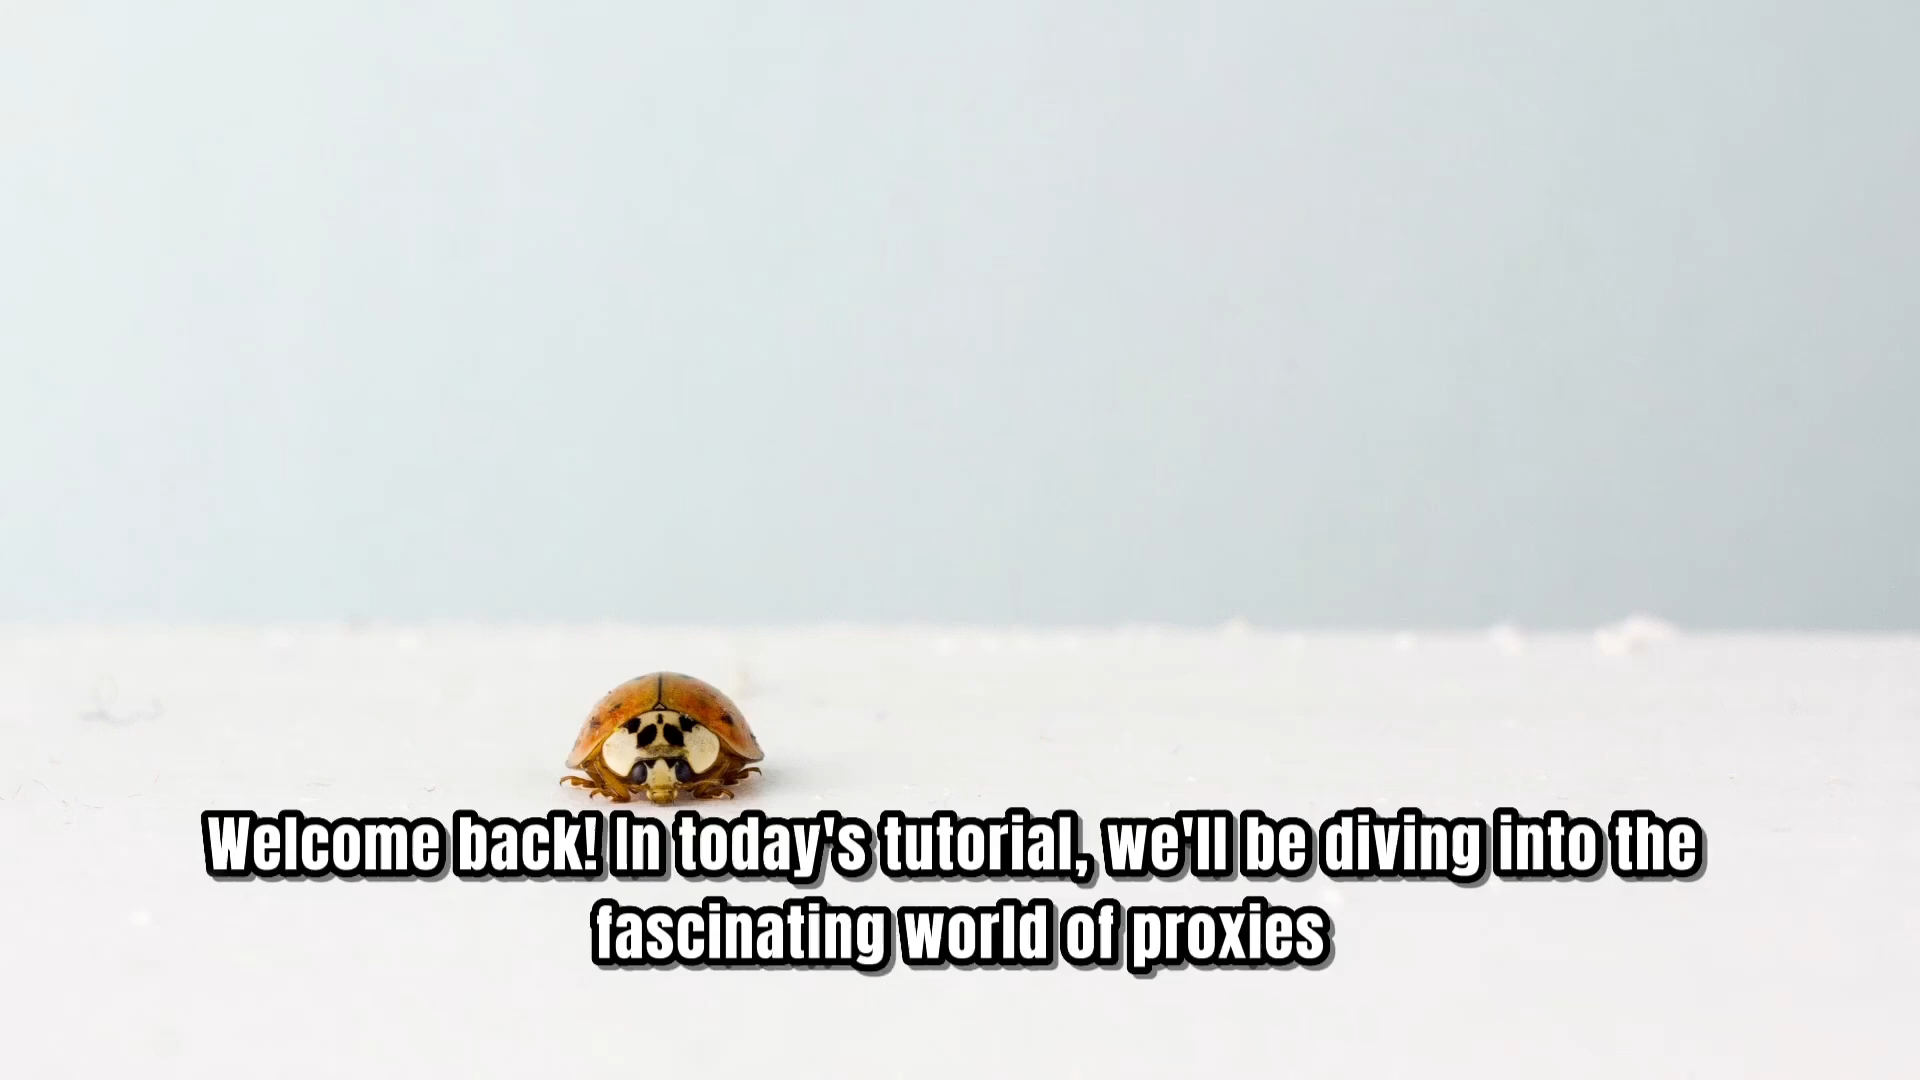 Welcome back! In today's tutorial, we'll be diving into the
fascinating world of proxies